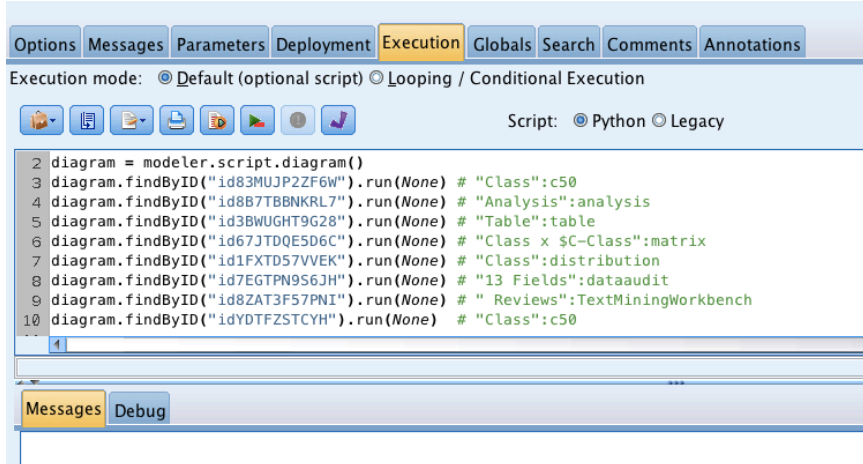 Options Messages Parameters Deployment Execution Globals Search Comments Annotations
Execution mode: Default (optional script) Looping / Conditional Execution
Script: Python Legacy
2 diagram = modeler.script.diagram()
3 diagram.findByID("id83MUJP2ZF6W").run(None) # "Class":c50
4 diagram.findByID("id8B7TBBNKRL7").run(None) # "Analysis":analysis
5 diagram.findByID("id3BWUGHT9G28").run(None) # "Table":table
6 diagram.findByID("id67JTDQE5D6C").run(None) # "Class x $C-Class":matrix
7 diagram.findByID("id1FXTD57VVEK").run(None) # "Class":distribution
8 diagram.findByID("id7EGTPN9S6JH").run(None) # "13 Fields":dataaudit
9 diagram.findByID("id8ZAT3F57PNI").run(None) # " Reviews":TextMiningWorkbench
10 diagram.findByID("idYDTFZSTCYH").run(None) # "Class":c50
Messages Debug